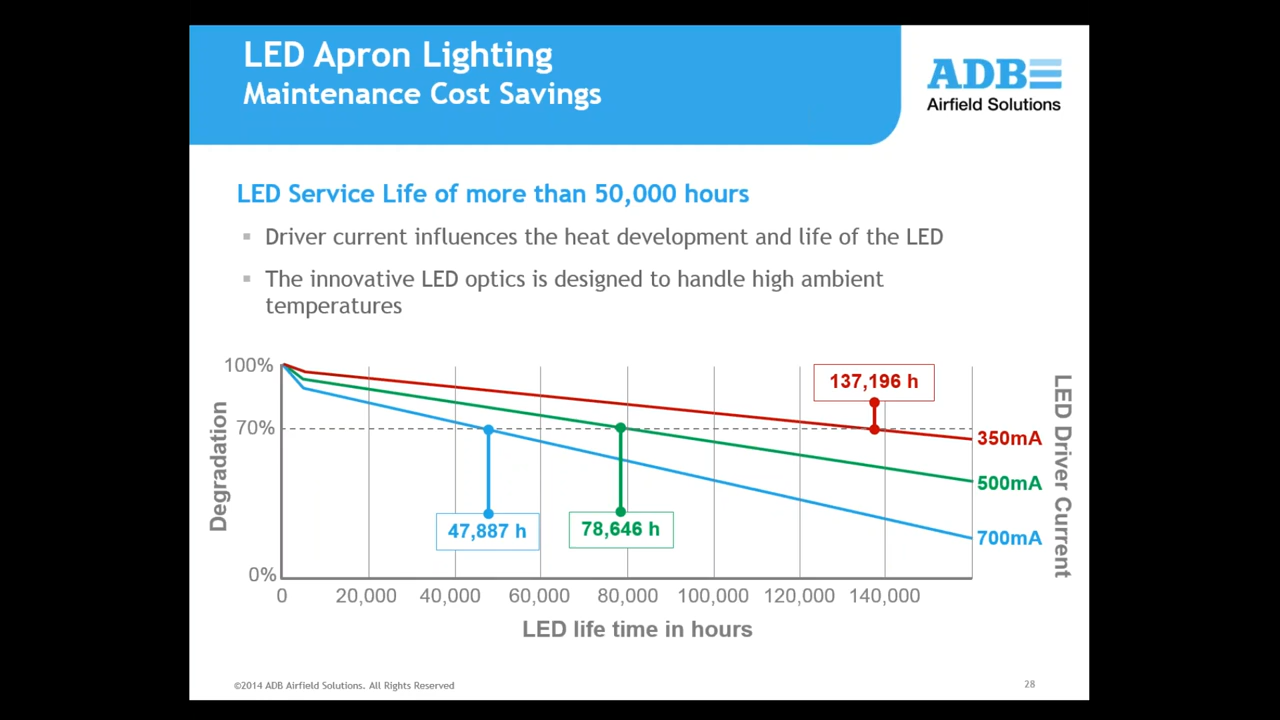 LED Apron Lighting
Maintenance Cost Savings
ADB
Airfield Solutions
LED Service Life of more than 50,000 hours
Driver current influences the heat development and life of the LED
The innovative LED optics is designed to handle high ambient
temperatures
100%
70%
0%
Degradation
137,196 h
47,887 h
78,646 h
350mA
500mA
700mA
LED Driver Current
0 20,000 40,000 60,000 80,000 100,000 120,000 140,000
LED life time in hours
©2014 ADB Airfield Solutions. All Rights Reserved
28